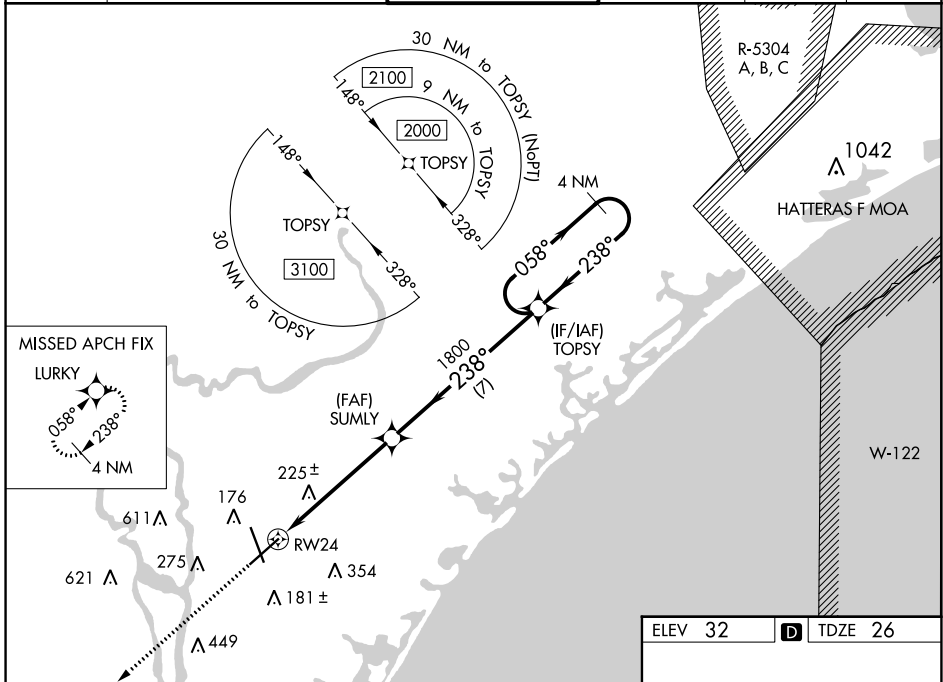 30 NM to TOPSY (NoPT)
2100
148°
9 NM to TOPSY
2000
TOPSY
328°
R-5304
A, B, C
1042
HATTERAS F MOA
148°
TOPSY
328°
3100
30 NM to TOPSY
4 NM
058°
238°
(IF/IAF)
TOPSY
1800
238°
(7)
MISSED APCH FIX
LURKY
058°
238°
4 NM
(FAF)
SUMLY
W-122
225±
176
611
RW24
275
354
621
181±
449
ELEV 32
D
TDZE 26